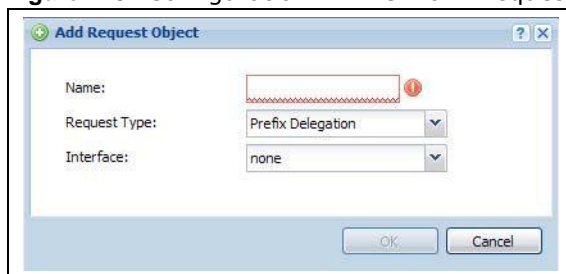 Add Request Object
Name:
Request Type: Prefix Delegation
Interface: none
OK Cancel